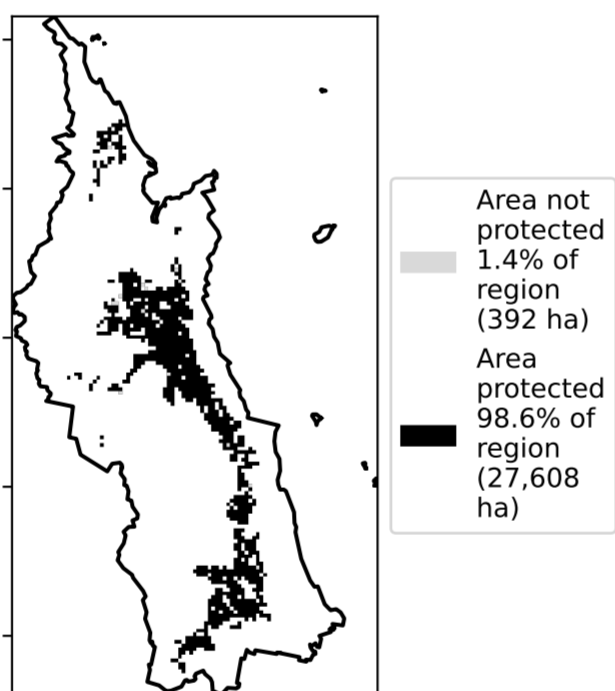 Area not
protected
1.4% of
region
(392 ha)
Area
protected
98.6% of
region
(27,608
ha)